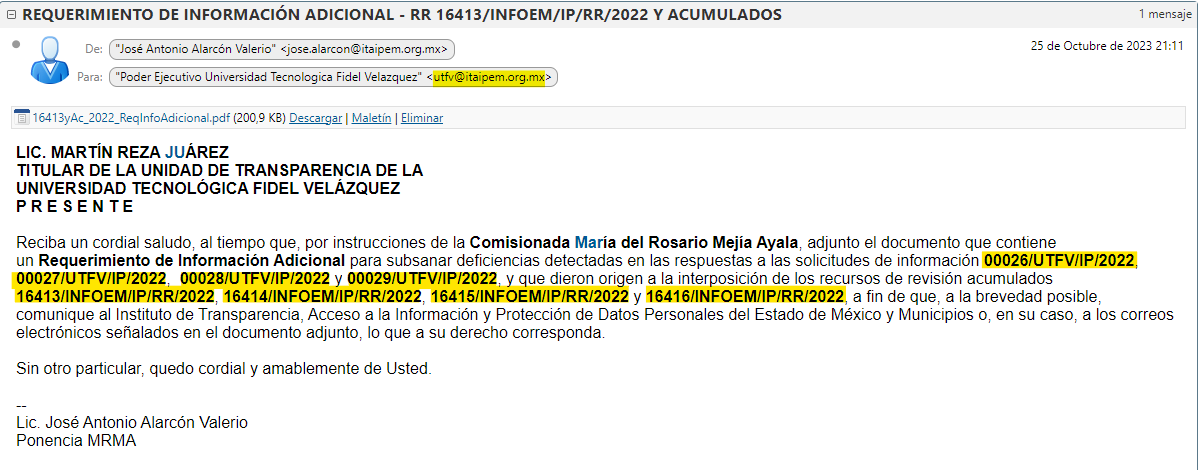 REQUERIMIENTO DE INFORMACIÓN ADICIONAL - RR 16413/INFOEM/IP/RR/2022 Y ACUMULADOS
1 mensaje
De: "José Antonio Alarcón Valerio" <jose.alarcon@itaipem.org.mx>
25 de Octubre de 2023 21:11
Para: "Poder Ejecutivo Universidad Tecnologica Fidel Velazquez" <utfv@itaipem.org.mx>
16413yAc_2022_ReqInfoAdicional.pdf (200,9 KB) Descargar | Maletín | Eliminar
LIC. MARTÍN REZA JUÁREZ
TITULAR DE LA UNIDAD DE TRANSPARENCIA DE LA
UNIVERSIDAD TECNOLÓGICA FIDEL VELÁZQUEZ
P R E S E N T E
Reciba un cordial saludo, al tiempo que, por instrucciones de la Comisionada María del Rosario Mejía Ayala, adjunto el documento que contiene
un Requerimiento de Información Adicional para subsanar deficiencias detectadas en las respuestas a las solicitudes de información 00026/UTFV/IP/2022,
00027/UTFV/IP/2022, 00028/UTFV/IP/2022 y 00029/UTFV/IP/2022, y que dieron origen a la interposición de los recursos de revisión acumulados
16413/INFOEM/IP/RR/2022, 16414/INFOEM/IP/RR/2022, 16415/INFOEM/IP/RR/2022 y 16416/INFOEM/IP/RR/2022, a fin de que, a la brevedad posible,
comunique al Instituto de Transparencia, Acceso a la Información y Protección de Datos Personales del Estado de México y Municipios o, en su caso, a los correos
electrónicos señalados en el documento adjunto, lo que a su derecho corresponda.
Sin otro particular, quedo cordial y amablemente de Usted.
--
Lic. José Antonio Alarcón Valerio
Ponencia MRMA